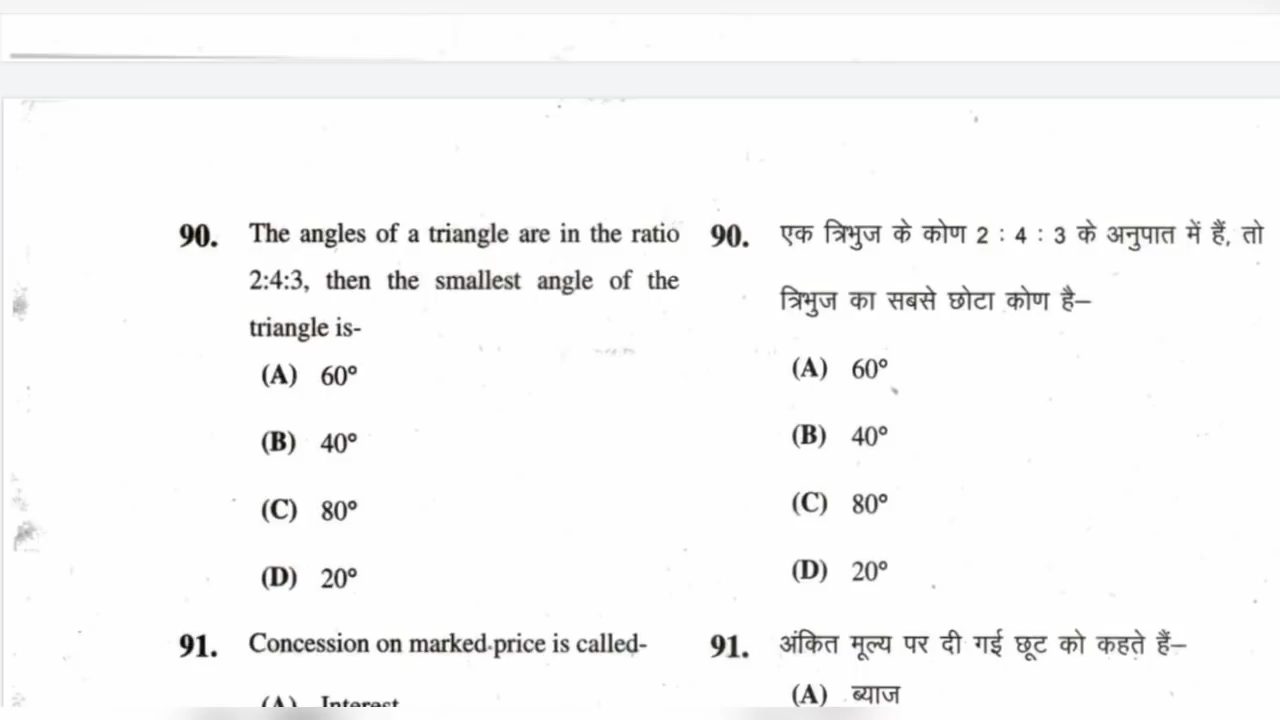 90. The angles of a triangle are in the ratio
2:4:3, then the smallest angle of the
triangle is-
(A) 60°
(B) 40°
(C) 80°
(D) 20°
91. Concession on marked price is called-
(A) Interest
90. एक त्रिभुज के कोण 2 : 4 : 3 के अनुपात में हैं, तो
त्रिभुज का सबसे छोटा कोण है–
(A) 60°
(B) 40°
(C) 80°
(D) 20°
91. अंकित मूल्य पर दी गई छूट को कहते हैं–
(A) ब्याज